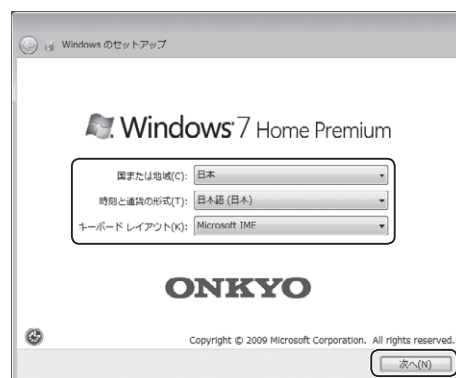 Windows のセットアップ
Windows 7 Home Premium
国または地域(C): 日本
時刻と通貨の形式(T): 日本語 (日本)
キーボード レイアウト(K): Microsoft IME
ONKYO
Copyright © 2009 Microsoft Corporation. All rights reserved.
次へ(N)